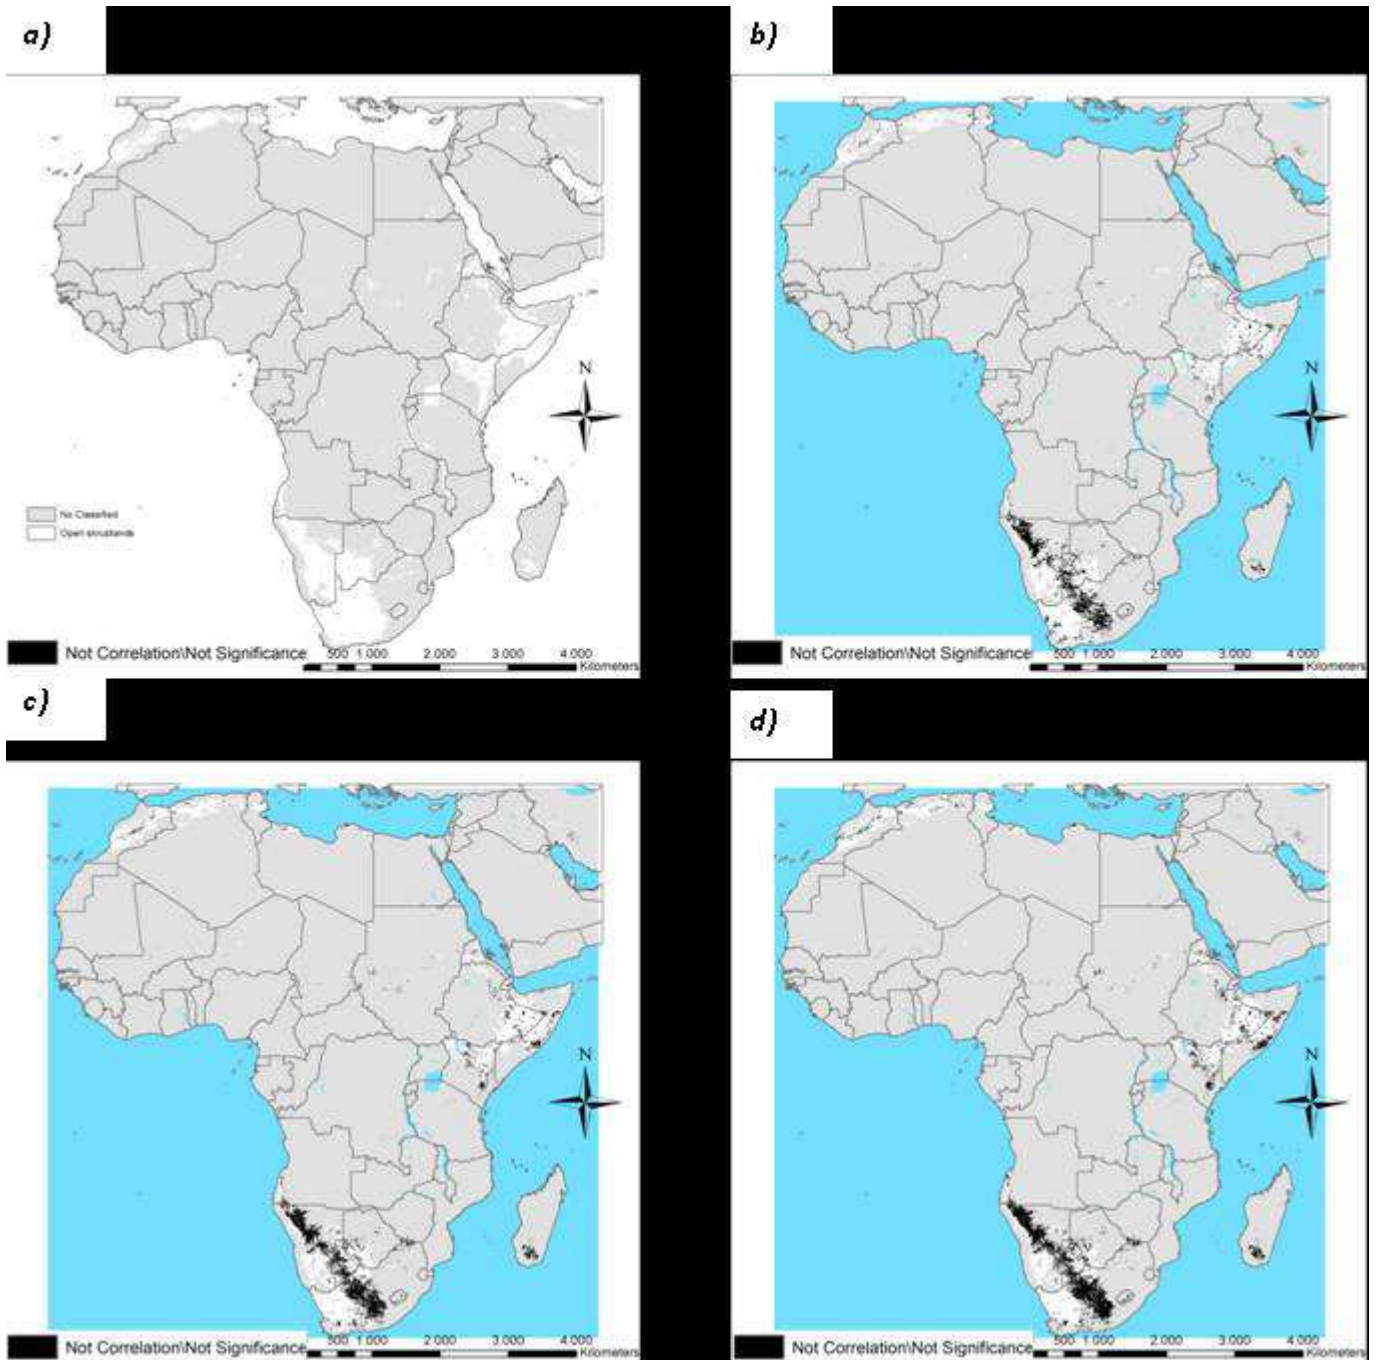 a)
b)
N
N
No Classified
Open shrublands
Not Correlation\Not Significance
500 1 000 2 000 3 000 4 000
Kilometers
Not Correlation\Not Significance
500 1 000 2 000 3 000 4 000
Kilometers
c)
d)
N
N
Not Correlation\Not Significance
500 1 000 2 000 3 000 4 000
Kilometers
Not Correlation\Not Significance
500 1 000 2 000 3 000 4 000
Kilometers